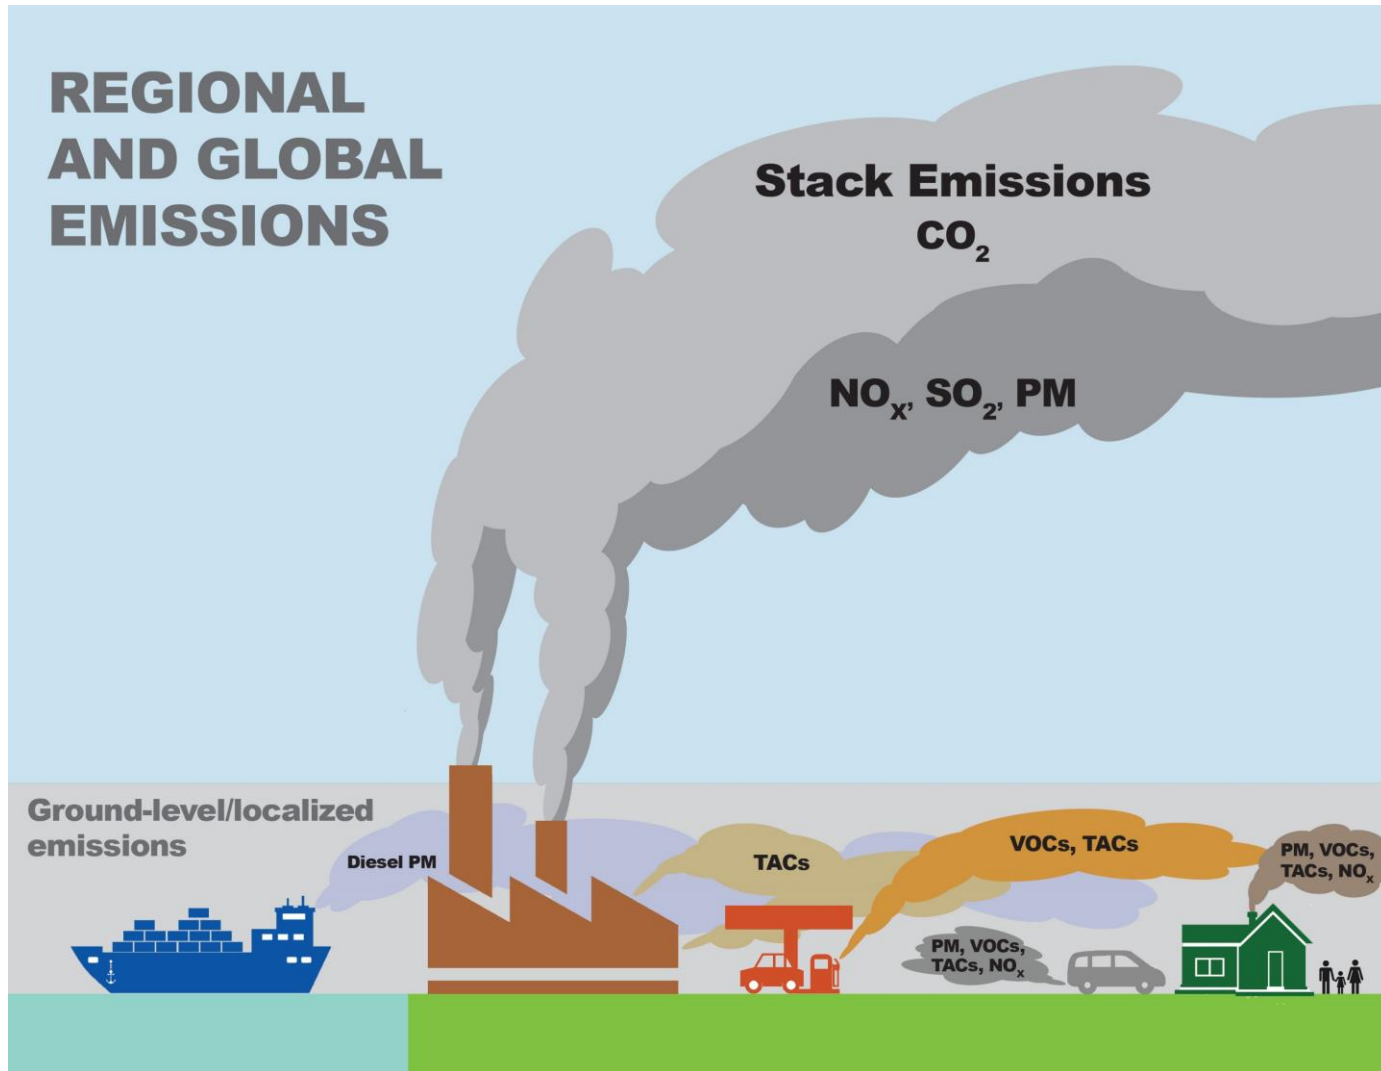 REGIONAL
AND GLOBAL
EMISSIONS
Stack Emissions
CO₂
NOₓ, SO₂, PM
Ground-level/localized
emissions
Diesel PM
TACs
VOCs, TACs
PM, VOCs,
TACs, NOₓ
PM, VOCs,
TACs, NOₓ